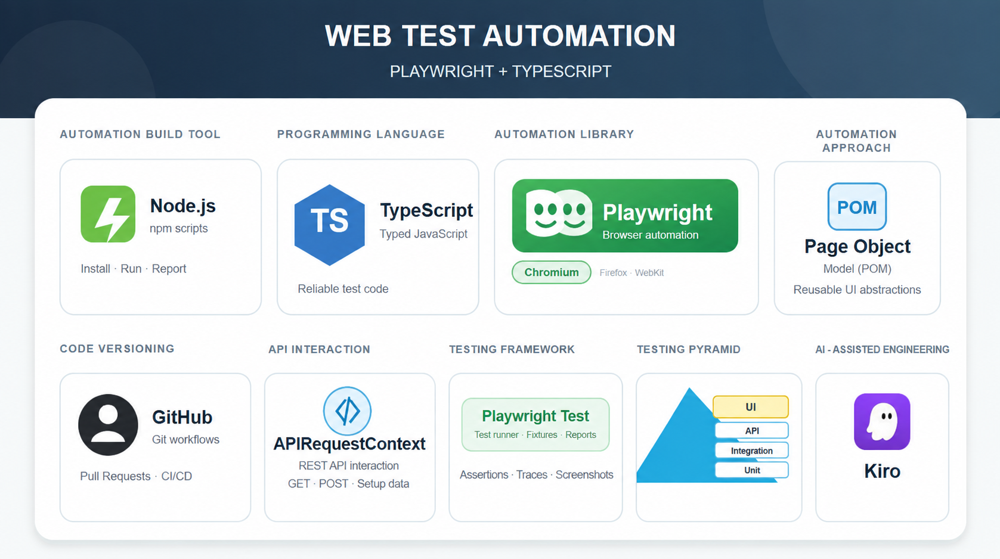 WEB TEST AUTOMATION
PLAYWRIGHT + TYPESCRIPT
AUTOMATION BUILD TOOL
Node.js
npm scripts
Install · Run · Report
PROGRAMMING LANGUAGE
TS
TypeScript
Typed JavaScript
Reliable test code
AUTOMATION LIBRARY
Playwright
Browser automation
Chromium
Firefox · WebKit
AUTOMATION
APPROACH
POM
Page Object
Model (POM)
Reusable UI abstractions
CODE VERSIONING
GitHub
Git workflows
Pull Requests · CI/CD
API INTERACTION
APIRequestContext
REST API interaction
GET · POST · Setup data
TESTING FRAMEWORK
Playwright Test
Test runner · Fixtures · Reports
Assertions · Traces · Screenshots
TESTING PYRAMID
UI
API
Integration
Unit
AI - ASSISTED ENGINEERING
Kiro